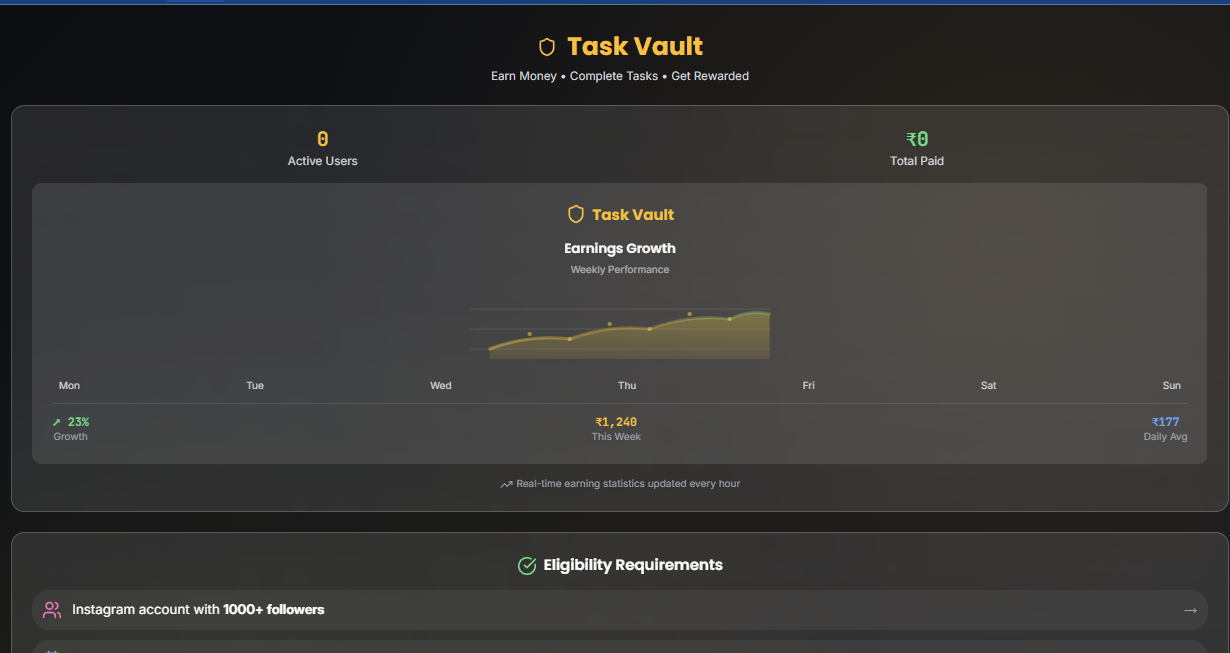 Task Vault
Earn Money • Complete Tasks • Get Rewarded
0
Active Users
₹0
Total Paid
Task Vault
Earnings Growth
Weekly Performance
Mon Tue Wed Thu Fri Sat Sun
↗ 23%
Growth
₹1,240
This Week
₹177
Daily Avg
Real-time earning statistics updated every hour
Eligibility Requirements
Instagram account with 1000+ followers →